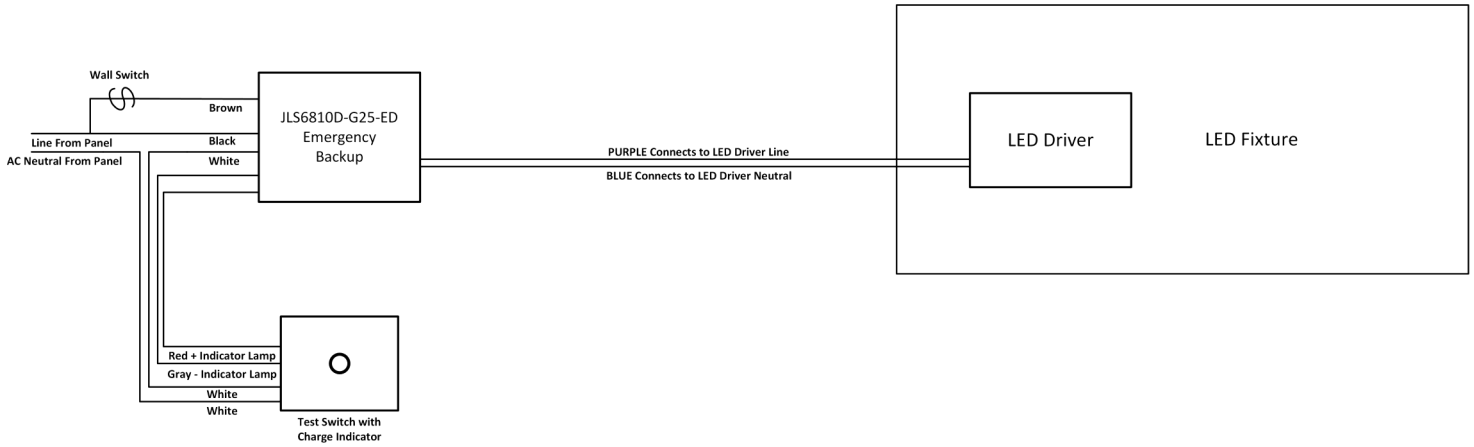 Wall Switch
Brown
JLS6810D-G25-ED
Emergency
Backup
Line From Panel
Black
AC Neutral From Panel
White
PURPLE Connects to LED Driver Line
BLUE Connects to LED Driver Neutral
LED Driver
LED Fixture
Red + Indicator Lamp
Gray - Indicator Lamp
White
White
Test Switch with
Charge Indicator